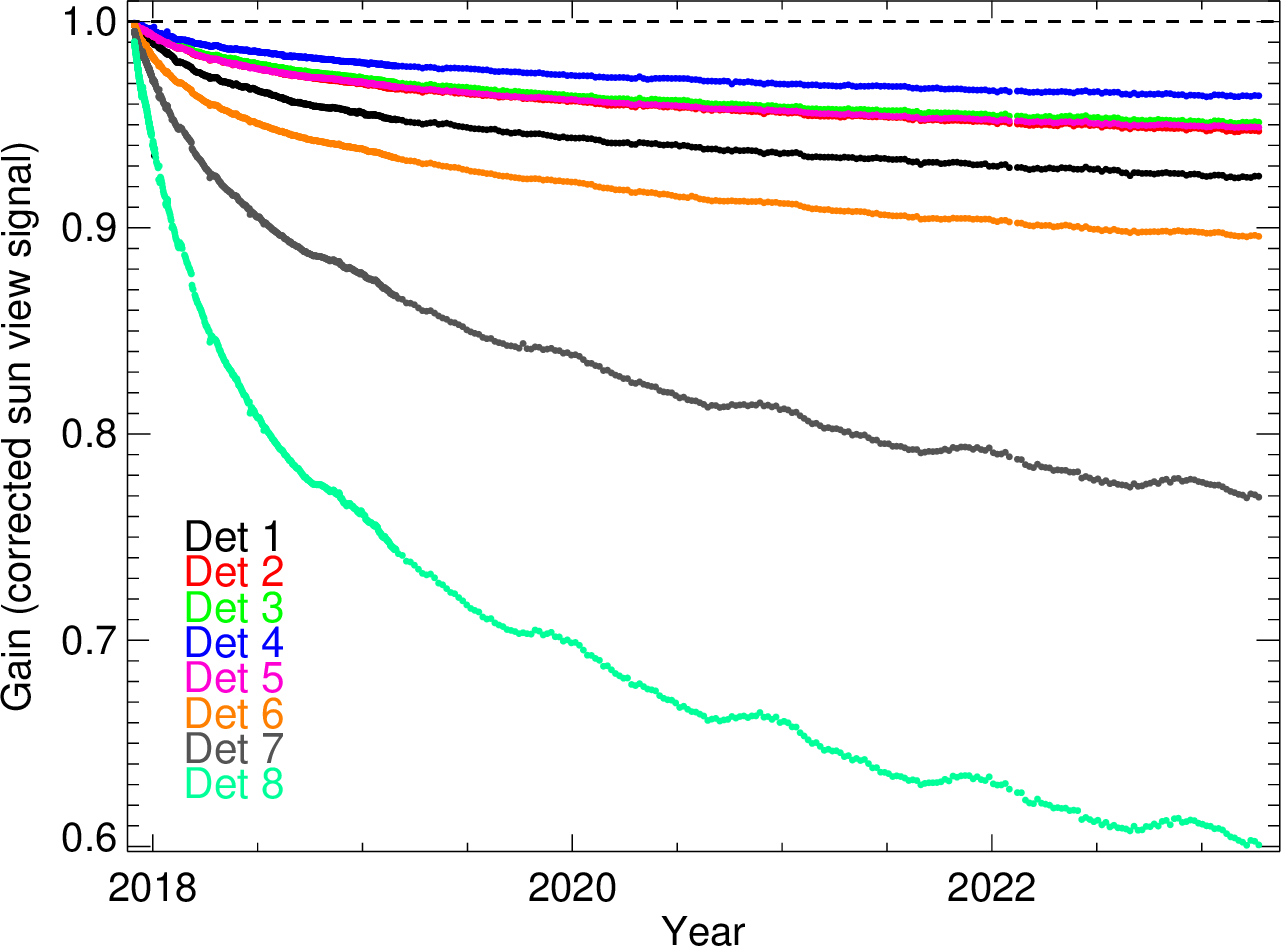 Gain (corrected sun view signal)
1.0
0.9
0.8
0.7
0.6
Det 1
Det 2
Det 3
Det 4
Det 5
Det 6
Det 7
Det 8
2018 2020 2022
Year